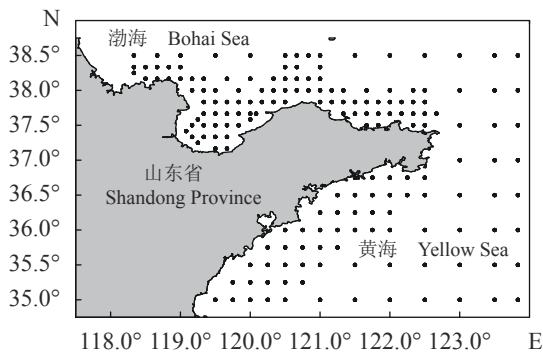 N
渤海 Bohai Sea
38.5°
38.0°
37.5°
37.0°
36.5°
36.0°
35.5°
35.0°
山东省
Shandong Province
黄海 Yellow Sea
118.0° 119.0° 120.0° 121.0° 122.0° 123.0° E